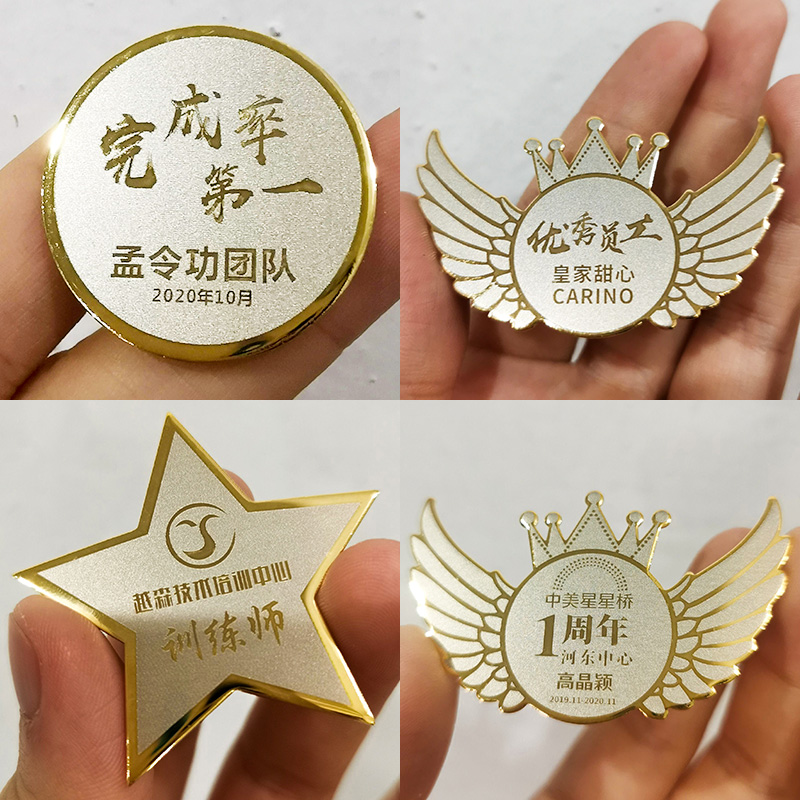 完成率
第一
孟令功团队
2020年10月
优秀员工
皇家甜心
CARINO
越森技术培训中心
训练师
中美星星桥
1周年
河东中心
高晶颖
2019.11-2020.11